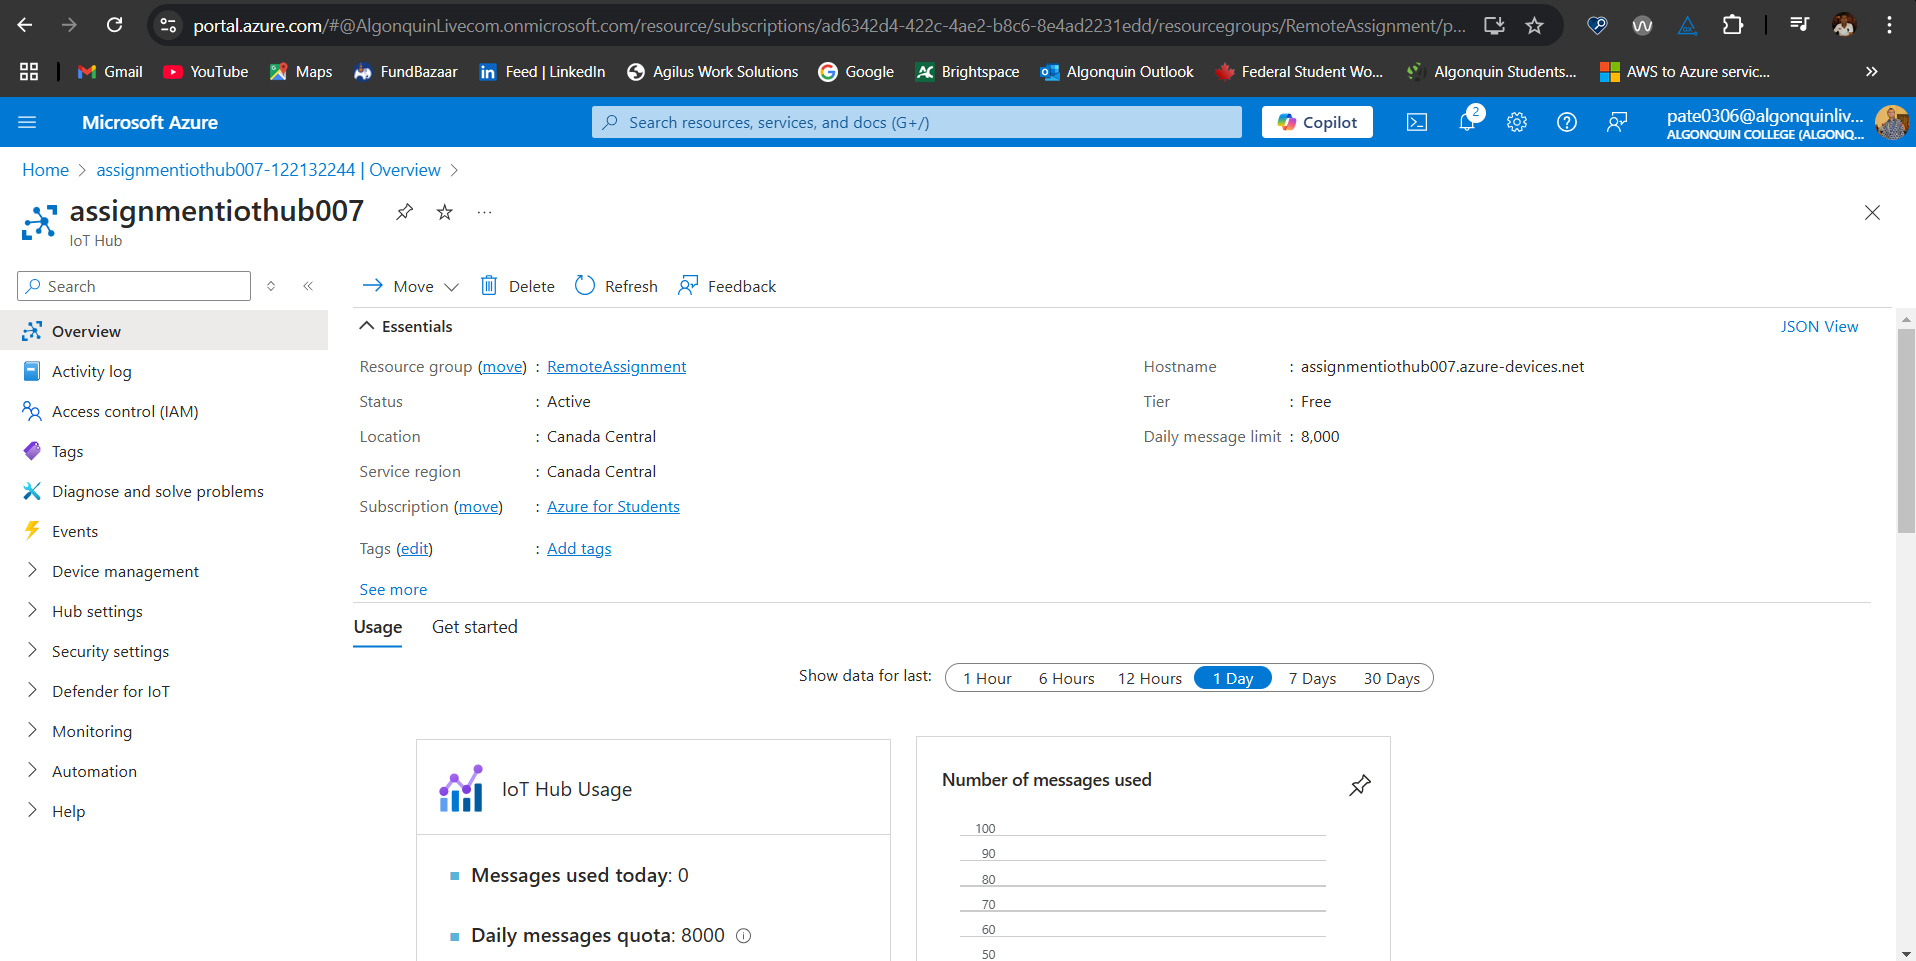 portal.azure.com/#@AlgonquinLivecom.onmicrosoft.com/resource/subscriptions/ad6342d4-422c-4ae2-b8c6-8e4ad2231edd/resourcegroups/RemoteAssignment/p...
Gmail YouTube Maps FundBazaar Feed | LinkedIn Agilus Work Solutions Google Brightspace Algonquin Outlook Federal Student Wo... Algonquin Students... AWS to Azure servic...
Microsoft Azure
Search resources, services, and docs (G+/)
Copilot
2
pate0306@algonquinliv...
ALGONQUIN COLLEGE (ALGONQ...
Home > assignmentiothub007-122132244 | Overview >
assignmentiothub007
IoT Hub
Search
Move Delete Refresh Feedback
Overview
Activity log
Access control (IAM)
Tags
Diagnose and solve problems
Events
Device management
Hub settings
Security settings
Defender for IoT
Monitoring
Automation
Help
Essentials
JSON View
Resource group (move) : RemoteAssignment
Status : Active
Location : Canada Central
Service region : Canada Central
Subscription (move) : Azure for Students
Tags (edit) : Add tags
See more
Hostname : assignmentiothub007.azure-devices.net
Tier : Free
Daily message limit : 8,000
Usage Get started
Show data for last: 1 Hour 6 Hours 12 Hours 1 Day 7 Days 30 Days
IoT Hub Usage
Messages used today: 0
Daily messages quota: 8000
Number of messages used
100
90
80
70
60
50